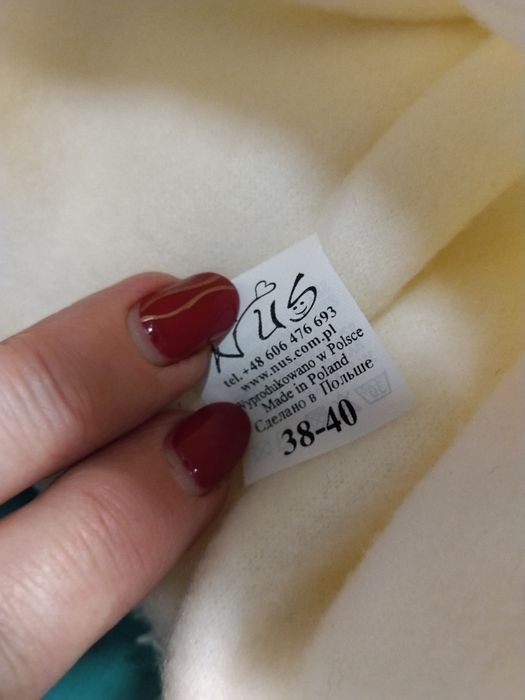 NUS
tel. +48 606 476 693
www.nus.com.pl
Wyprodukowano w Polsce
Made in Poland
Сделано в Польше
38-40